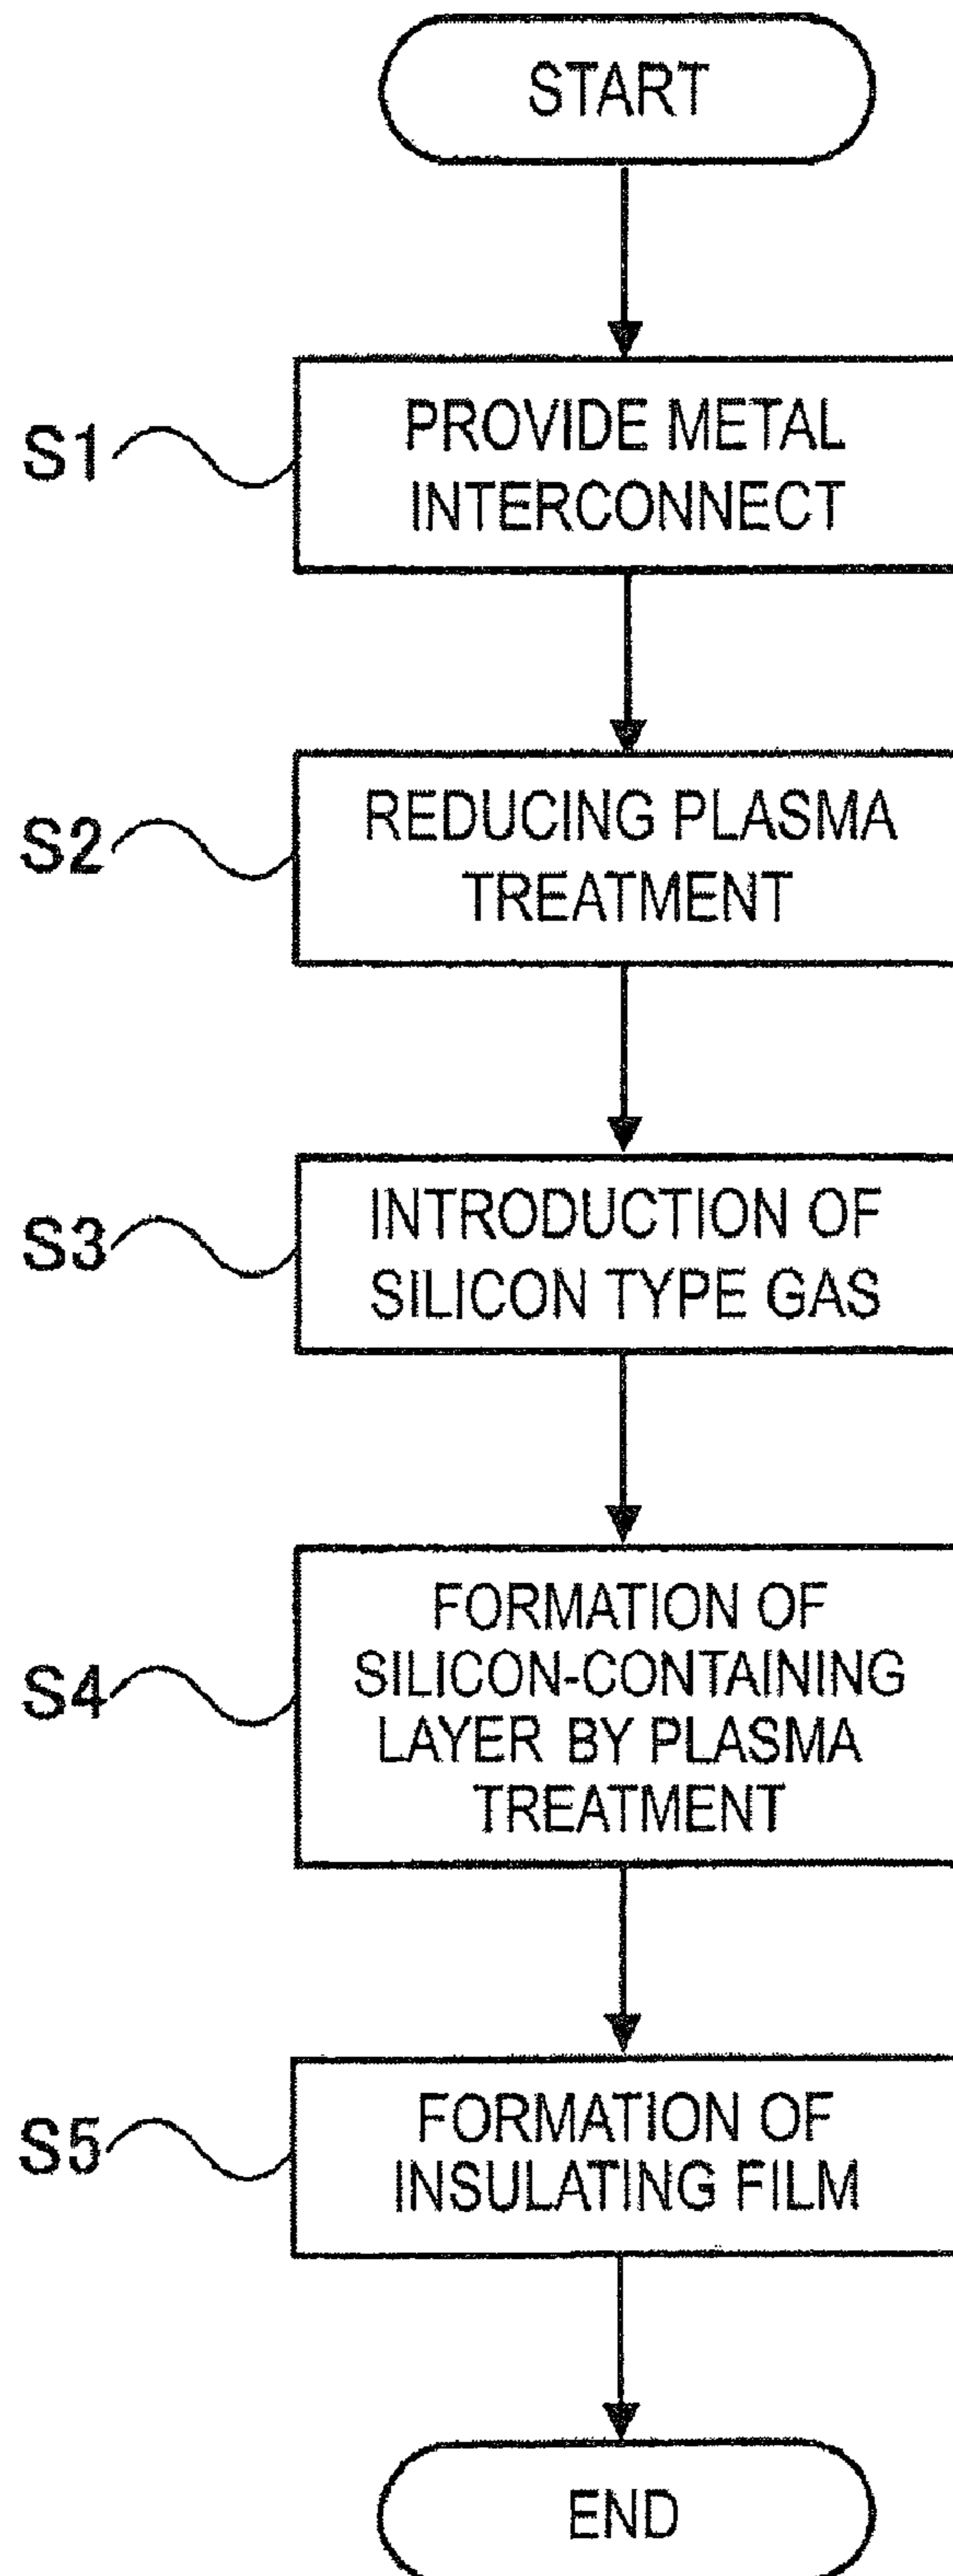 START
S1
PROVIDE METAL
INTERCONNECT
S2
REDUCING PLASMA
TREATMENT
S3
INTRODUCTION OF
SILICON TYPE GAS
S4
FORMATION OF
SILICON-CONTAINING
LAYER BY PLASMA
TREATMENT
S5
FORMATION OF
INSULATING FILM
END